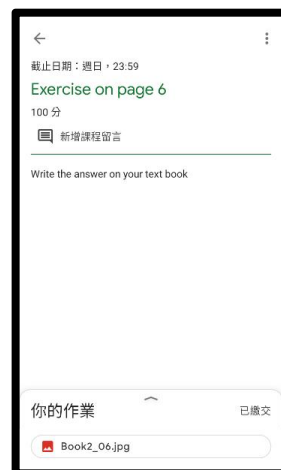 截止日期：週日，23:59
Exercise on page 6
100 分
新增課程留言
Write the answer on your text book
你的作業
已繳交
Book2_06.jpg